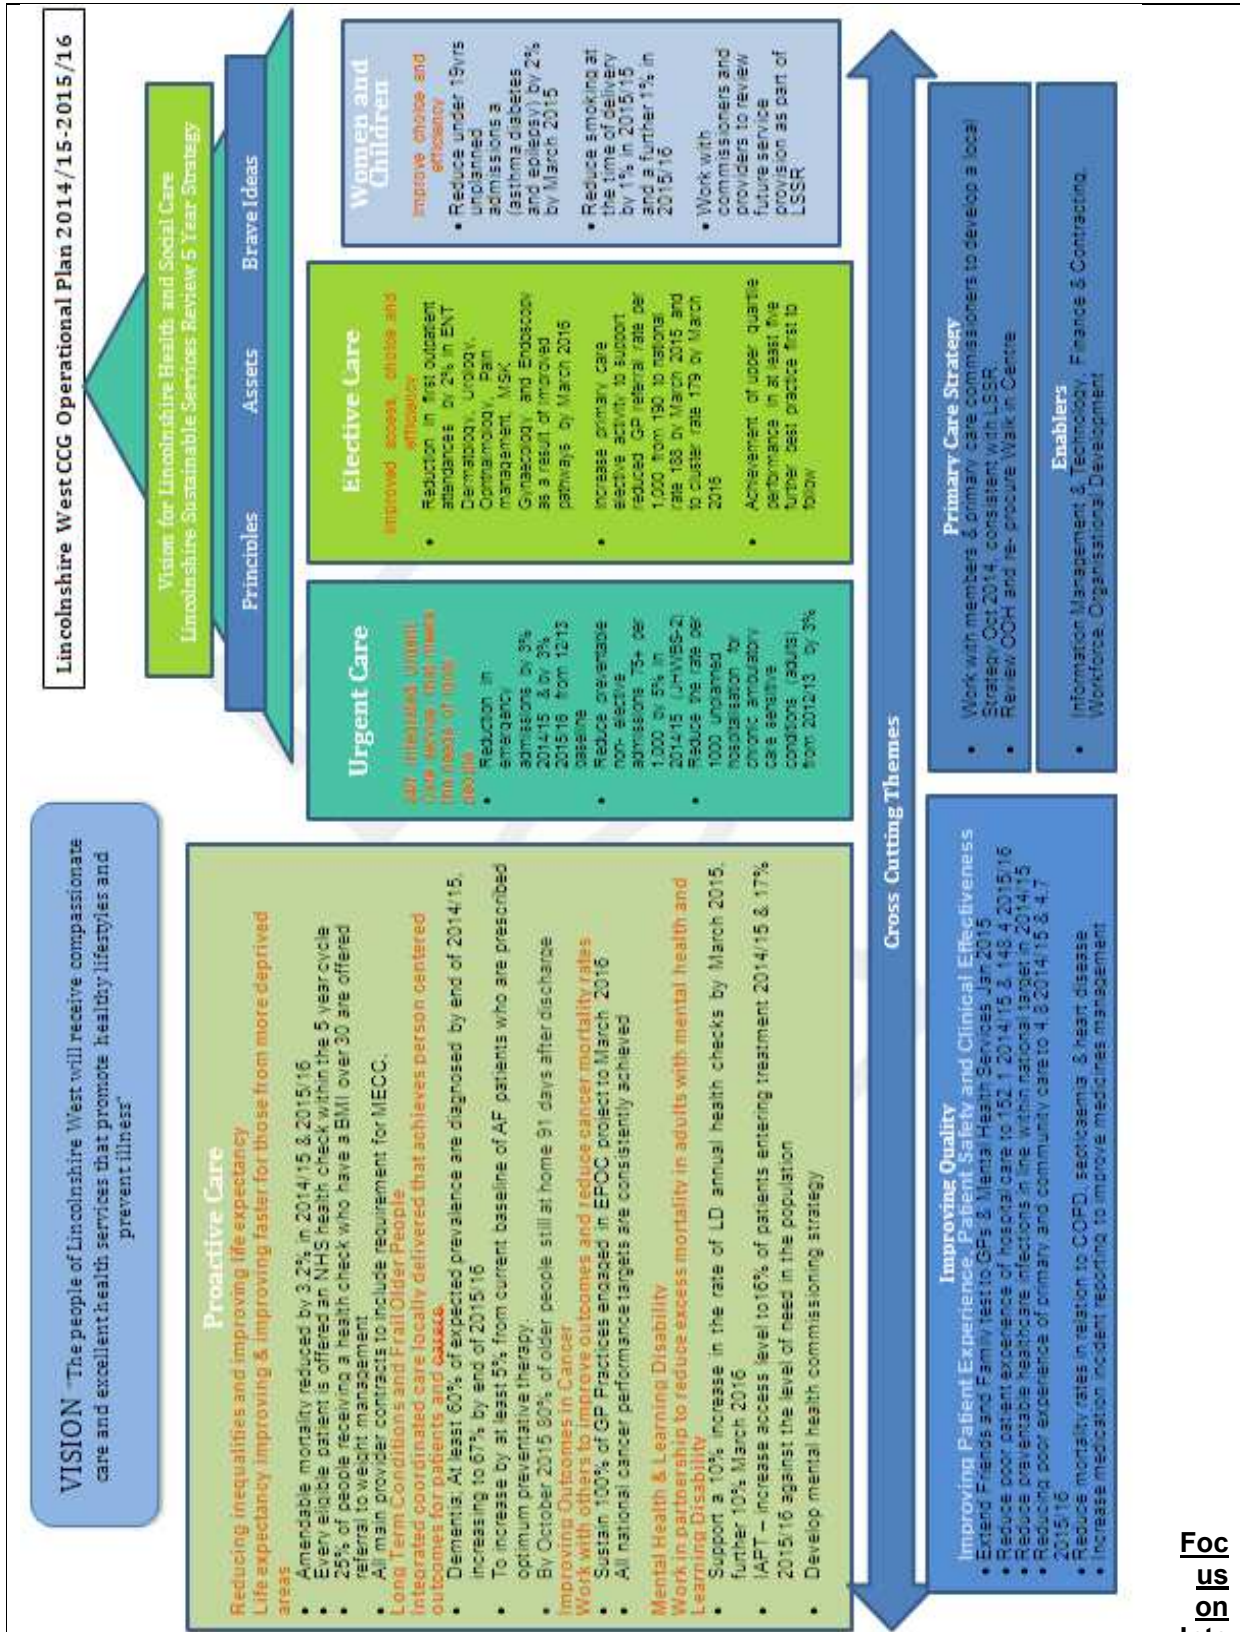 Lincolnshire West CCG Operational Plan 2014/15-2015/16
VISION "The people of Lincolnshire West will receive compassionate
care and excellent health services that promote healthy lifestyles and
prevent illness"
Vision for Lincolnshire Health and Social Care
Lincolnshire Sustainable Services Review 5 Year Strategy
Principles Assets Brave Ideas
Proactive Care
Reducing inequalities and improving life expectancy
Life expectancy improving & improving faster for those from more deprived
areas
• Amendable mortality reduced by 3.2% in 2014/15 & 2015/16
• Every eligible patient is offered an NHS health check within the 5 year cycle
• 25% of people receiving a health check who have a BMI over 30 are offered
referral to weight management
• All main provider contracts to include requirement for MECC.
Long Term Conditions and Frail Older People
Integrated coordinated care locally delivered that achieves person centered
outcomes for patients and carers
• Dementia: At least 60% of expected prevalence are diagnosed by end of 2014/15,
increasing to 67% by end of 2015/16
• To increase by at least 5% from current baseline of AF patients who are prescribed
optimum preventative therapy.
• By October 2015 80% of older people still at home 91 days after discharge
Improving Outcomes in Cancer
Work with others to improve outcomes and reduce cancer mortality rates
• Sustain 100% of GP Practices engaged in EPOC project to March 2016
• All national cancer performance targets are consistently achieved
Mental Health & Learning Disability
Work in partnership to reduce excess mortality in adults with mental health and
Learning Disability
• Support a 10% increase in the rate of LD annual health checks by March 2015,
further 10% March 2016
• IAPT – increase access level to16% of patients entering treatment 2014/15 & 17%
2015/16 against the level of need in the population
• Develop mental health commissioning strategy
Urgent Care
integrated urgent
care service that meets
the needs of local
people
• Reduction in
emergency
admissions by 3%
2014/15 & by 3%
2015/16 from 12/13
baseline
• Reduce preventable
non- elective
admissions 75+ per
1,000 by 5% in
2014/15 (JHWBS-2)
• Reduce the rate per
1000 unplanned
hospitalisation for
chronic ambulatory
care sensitive
conditions (adults)
from 2012/13 by 3%
Elective Care
Improved access, choice and
efficiency
• Reduction in first outpatient
attendances by 2% in ENT
Dermatology, Urology,
Ophthalmology, Pain
management, MSK
Gynaecology, and Endoscopy
as a result of improved
pathways by March 2016
• Increase primary care
elective activity to support
reduced GP referral rate per
1,000 from 190 to national
rate 188 by March 2015 and
to cluster rate 179 by March
2016
• Achievement of upper quartile
performance in at least five
further best practice first to
follow
Women and
Children
Improve choice and
efficiency
• Reduce under 19yrs
unplanned
admissions a
(asthma diabetes
and epilepsy) by 2%
by March 2015
• Reduce smoking at
the time of delivery
by 1% in 2015/15
and a further 1% in
2015/16
• Work with
commissioners and
providers to review
future service
provision as part of
LSSR
Cross Cutting Themes
Improving Quality
Improving Patient Experience, Patient Safety and Clinical Effectiveness
• Extend Friends and Family test to GPs & Mental Health Services Jan 2015
• Reduce poor patient experience of hospital care to 152.1 2014/15 & 148.4 2015/16
• Reduce preventable healthcare infections in line within national target in 2014/15
• Reducing poor experience of primary and community care to 4.8 2014/15 & 4.7
2015/16
• Reduce mortality rates in relation to COPD, septicaemia & heart disease
• Increase medication incident reporting to improve medicines management
Primary Care Strategy
• Work with members & primary care commissioners to develop a local
Strategy Oct 2014, consistent with LSSR.
• Review OOH and re- procure Walk in Centre
Enablers
• Information Management & Technology, Finance & Contracting,
Workforce, Organisational Development
Foc
us
on